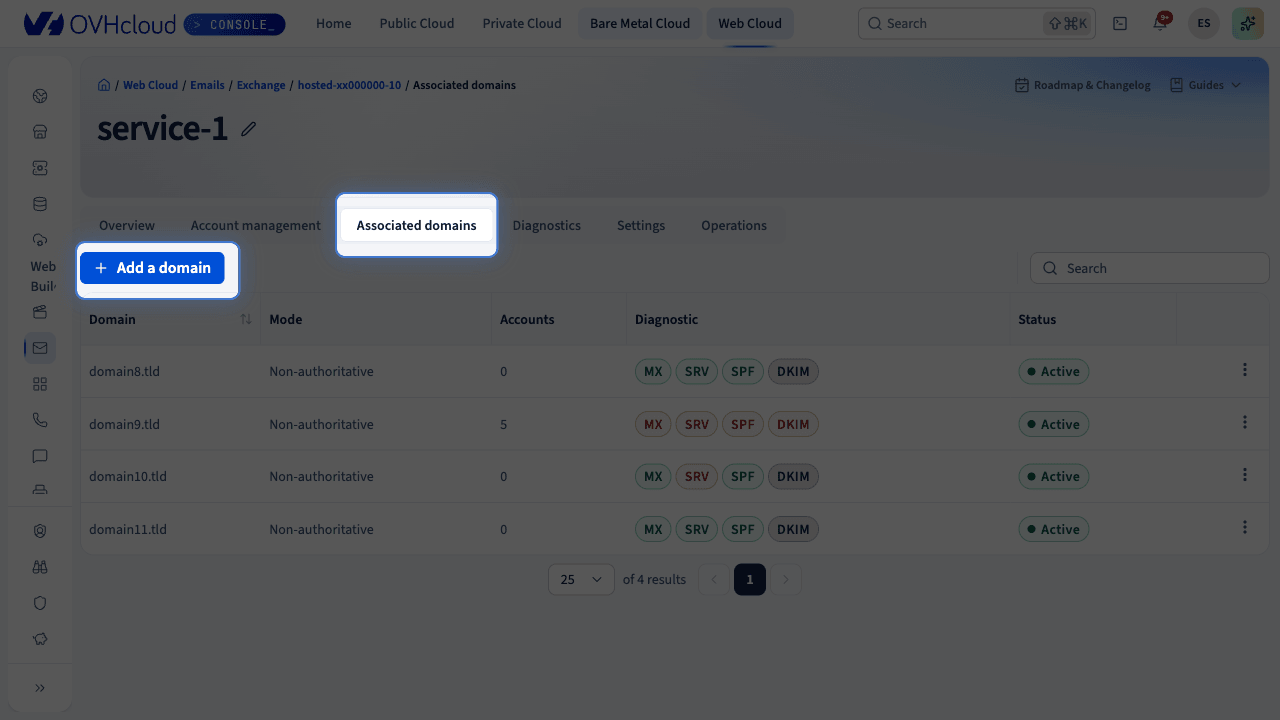 OVHcloud > CONSOLE_ Home Public Cloud Private Cloud Bare Metal Cloud Web Cloud Search ⇧⌘K 9+ ES
/ Web Cloud / Emails / Exchange / hosted-xx000000-10 / Associated domains Roadmap & Changelog Guides
service-1
Overview Account management Associated domains Diagnostics Settings Operations
Web
Buil
+ Add a domain Search
Domain Mode Accounts Diagnostic Status
domain8.tld Non-authoritative 0 MX SRV SPF DKIM Active
domain9.tld Non-authoritative 5 MX SRV SPF DKIM Active
domain10.tld Non-authoritative 0 MX SRV SPF DKIM Active
domain11.tld Non-authoritative 0 MX SRV SPF DKIM Active
25 of 4 results 1